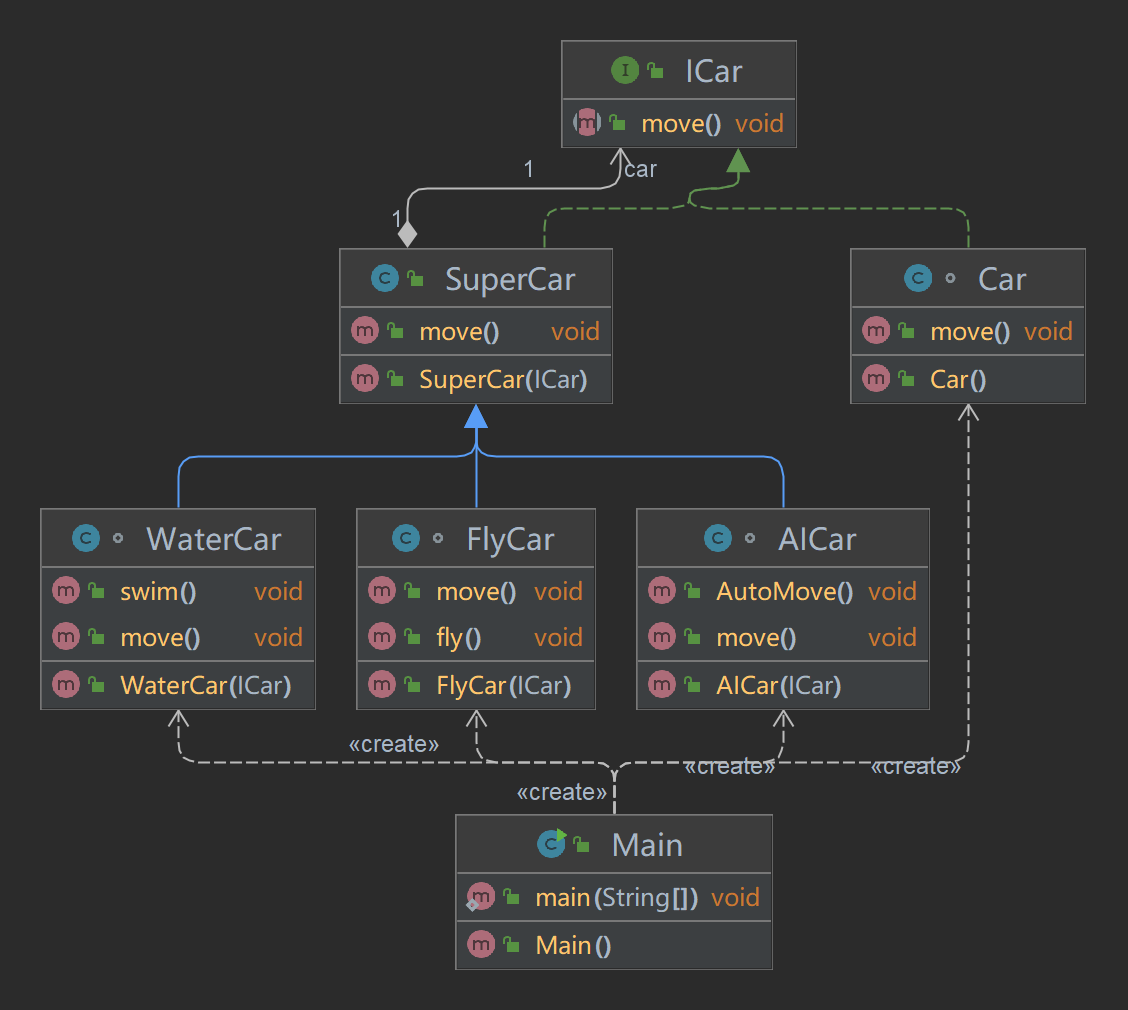 ICar
move() void
1
car
1
SuperCar
move() void
SuperCar(ICar)
Car
move() void
Car()
WaterCar
swim() void
move() void
WaterCar(ICar)
FlyCar
move() void
fly() void
FlyCar(ICar)
AICar
AutoMove() void
move() void
AICar(ICar)
«create»
«create»
«create»
«create»
Main
main(String[]) void
Main()